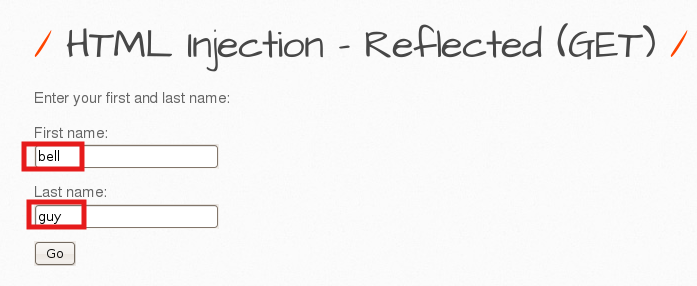 / HTML Injection - Reflected (GET) /
Enter your first and last name:
First name:
bell
Last name:
guy
Go